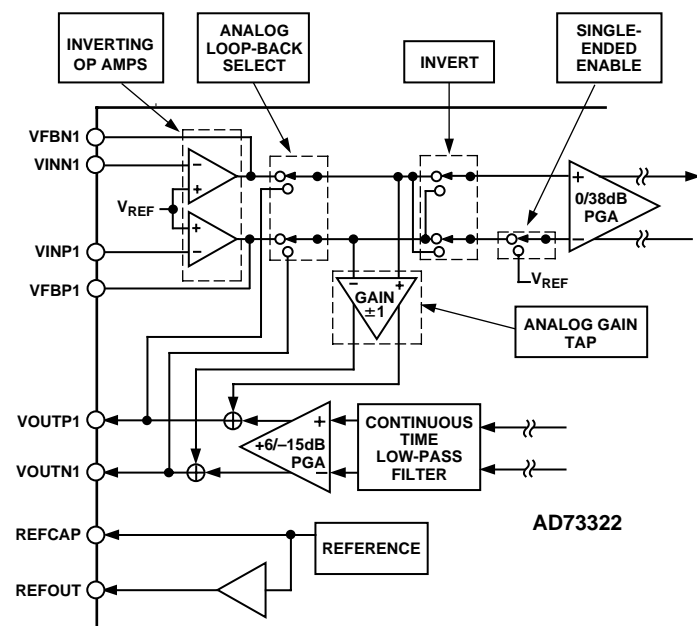 INVERTING
OP AMPS
ANALOG
LOOP-BACK
SELECT
INVERT
SINGLE-
ENDED
ENABLE
VFBN1
VINN1
VREF
VINP1
VFBP1
–
+
+
–
+
0/38dB
PGA
–
VREF
–
+
GAIN
±1
ANALOG GAIN
TAP
VOUTP1
VOUTN1
+
+6/–15dB
PGA
–
CONTINUOUS
TIME
LOW-PASS
FILTER
REFCAP
REFOUT
REFERENCE
AD73322